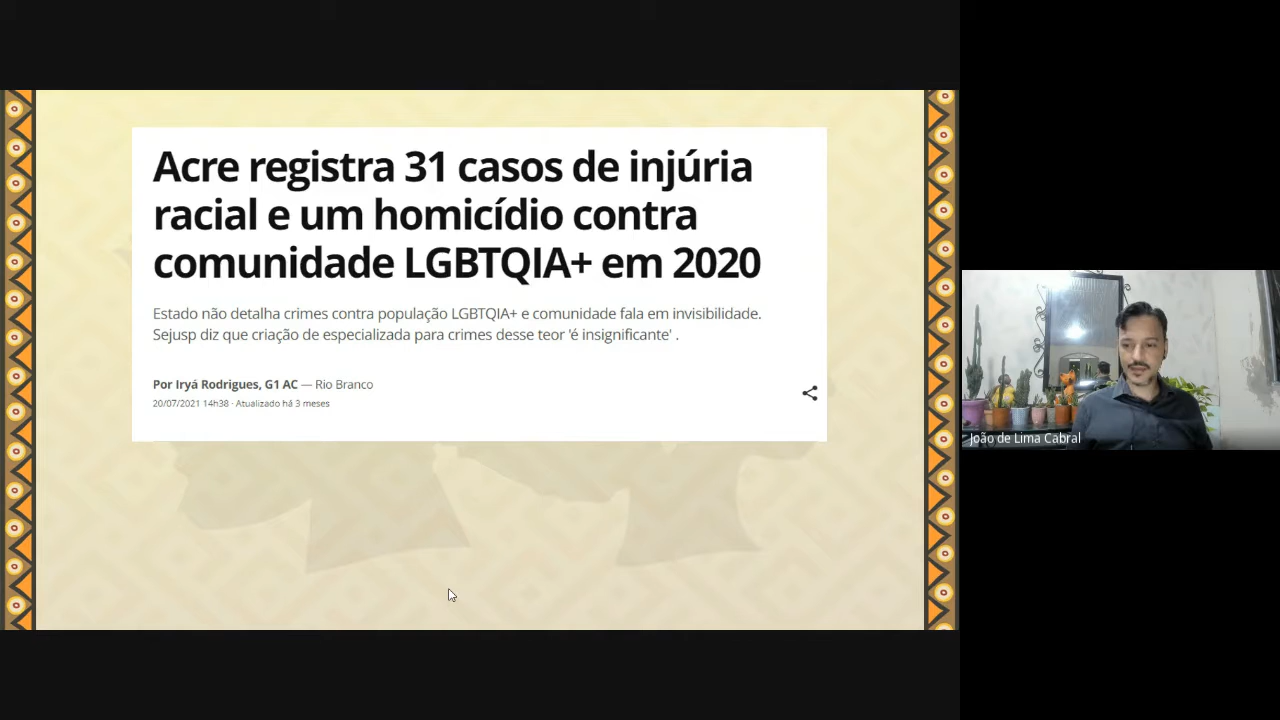 Acre registra 31 casos de injúria
racial e um homicídio contra
comunidade LGBTQIA+ em 2020
Estado não detalha crimes contra população LGBTQIA+ e comunidade fala em invisibilidade.
Sejusp diz que criação de especializada para crimes desse teor 'é insignificante' .
Por Iryá Rodrigues, G1 AC — Rio Branco
20/07/2021 14h38 · Atualizado há 3 meses
João de Lima Cabral